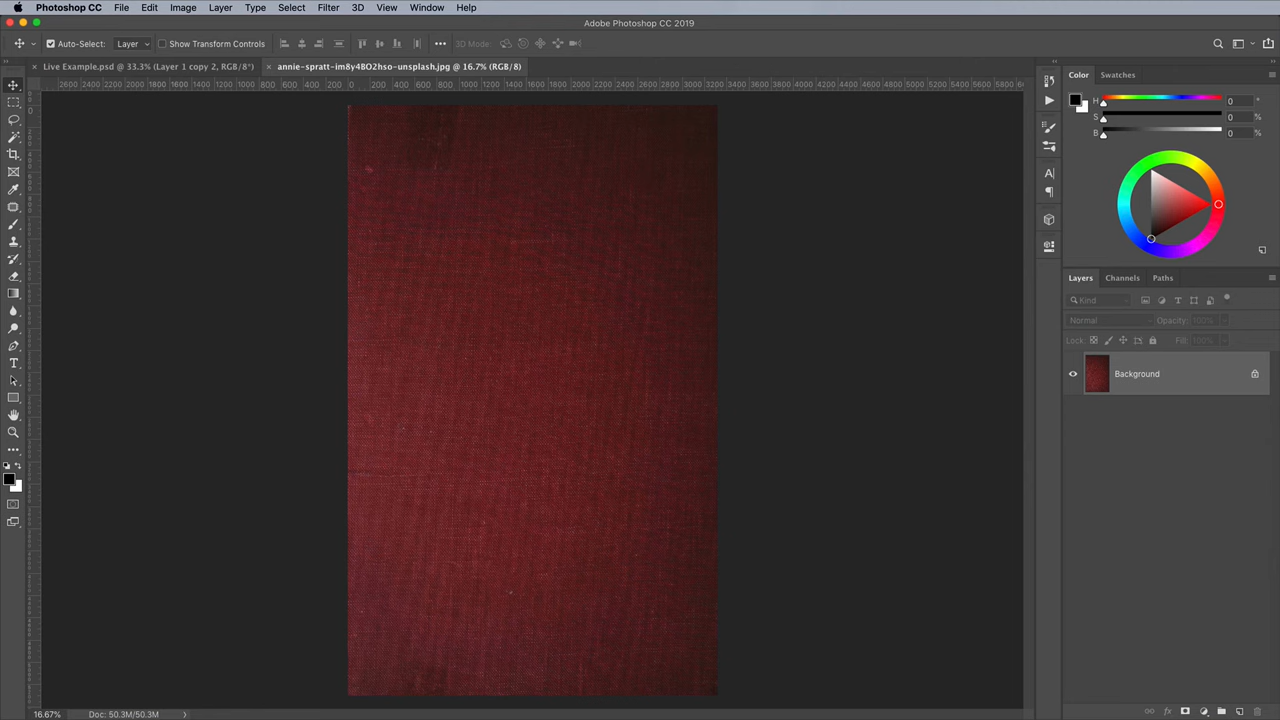 Photoshop CC File Edit Image Layer Type Select Filter 3D View Window Help
Adobe Photoshop CC 2019
Auto-Select: Layer Show Transform Controls 3D Mode:
Live Example.psd @ 33.3% (Layer 1 copy 2, RGB/8*) annie-spratt-im8y4BO2hso-unsplash.jpg @ 16.7% (RGB/8)
2600 2400 2200 2000 1800 1600 1400 1200 1000 800 600 400 200 0 200 400 600 800 1000 1200 1400 1600 1800 2000 2200 2400 2600 2800 3000 3200 3400 3600 3800 4000 4200 4400 4600 4800 5000 5200 5400 5600 5800
Color Swatches
H 0 °
S 0 %
B 0 %
Layers Channels Paths
Kind
Normal Opacity: 100%
Lock: Fill: 100%
Background
16.67% Doc: 50.3M/50.3M